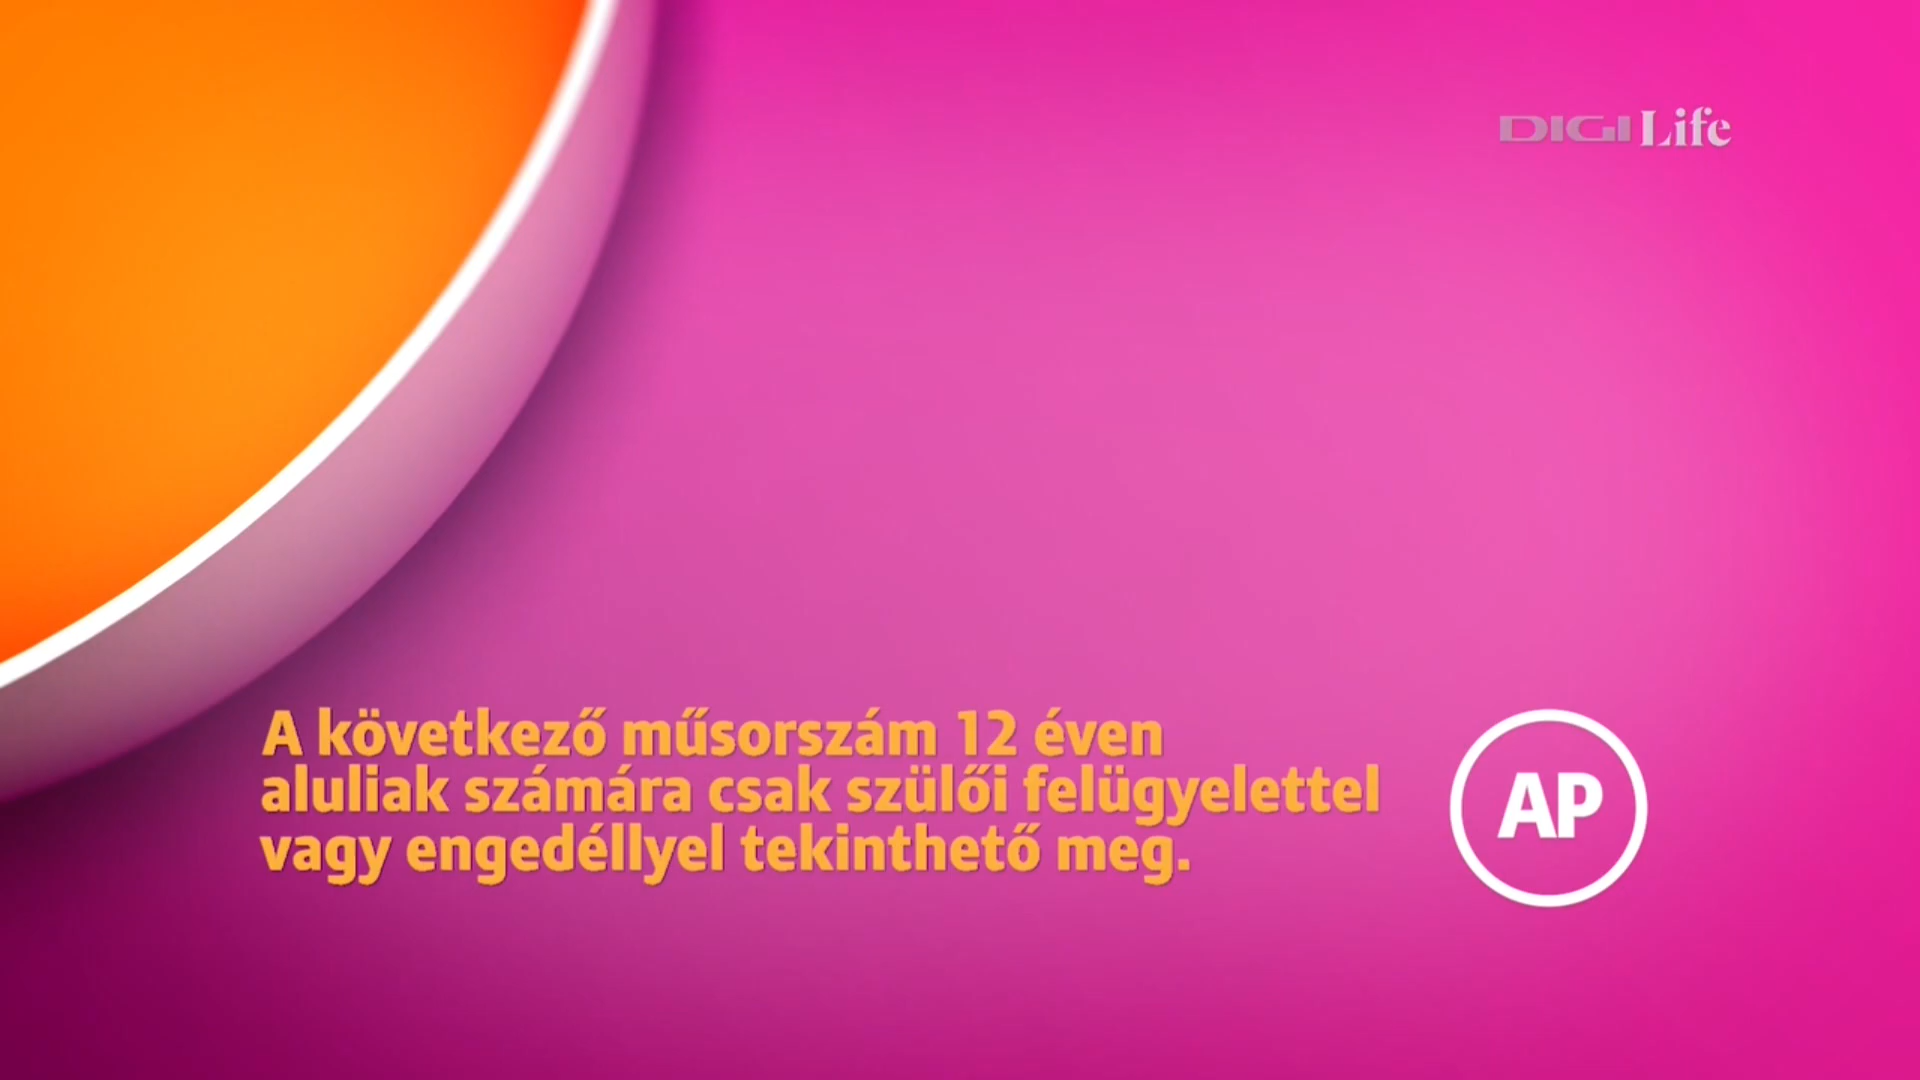 DIGI Life
A következő műsorszám 12 éven
aluliak számára csak szülői felügyelettel
vagy engedéllyel tekinthető meg.
AP